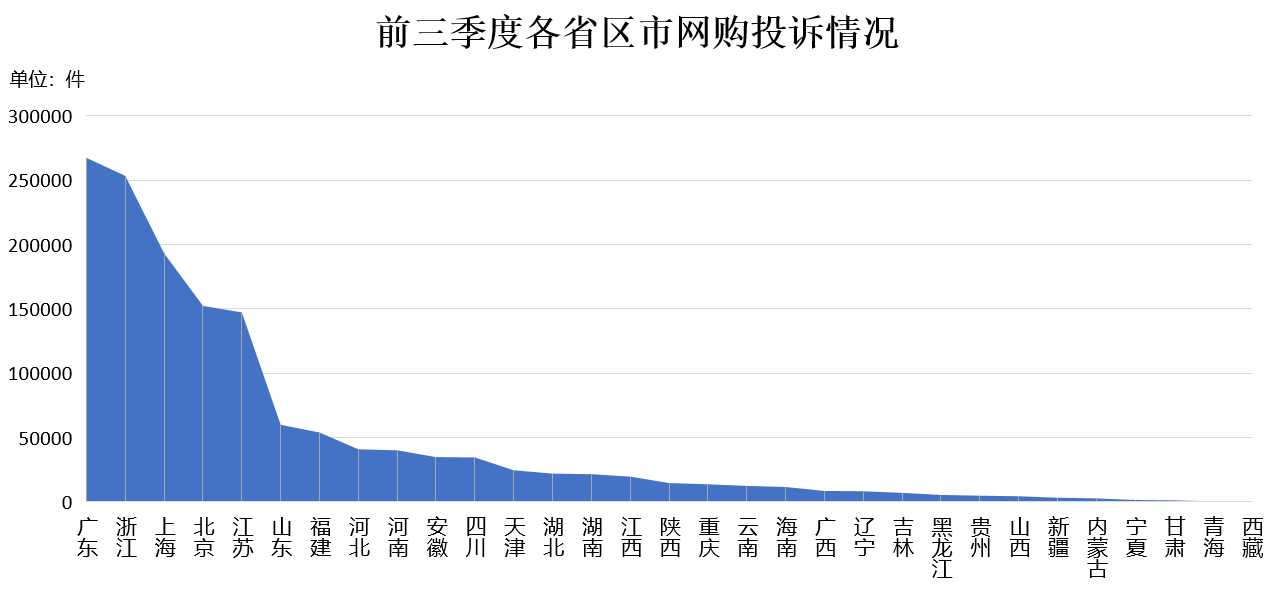 前三季度各省区市网购投诉情况
单位：件
300000
250000
200000
150000
100000
50000
0
广东
浙江
上海
北京
江苏
山东
福建
河北
河南
安徽
四川
天津
湖北
湖南
江西
陕西
重庆
云南
海南
广西
辽宁
吉林
黑龙江
贵州
山西
新疆
内蒙古
宁夏
甘肃
青海
西藏